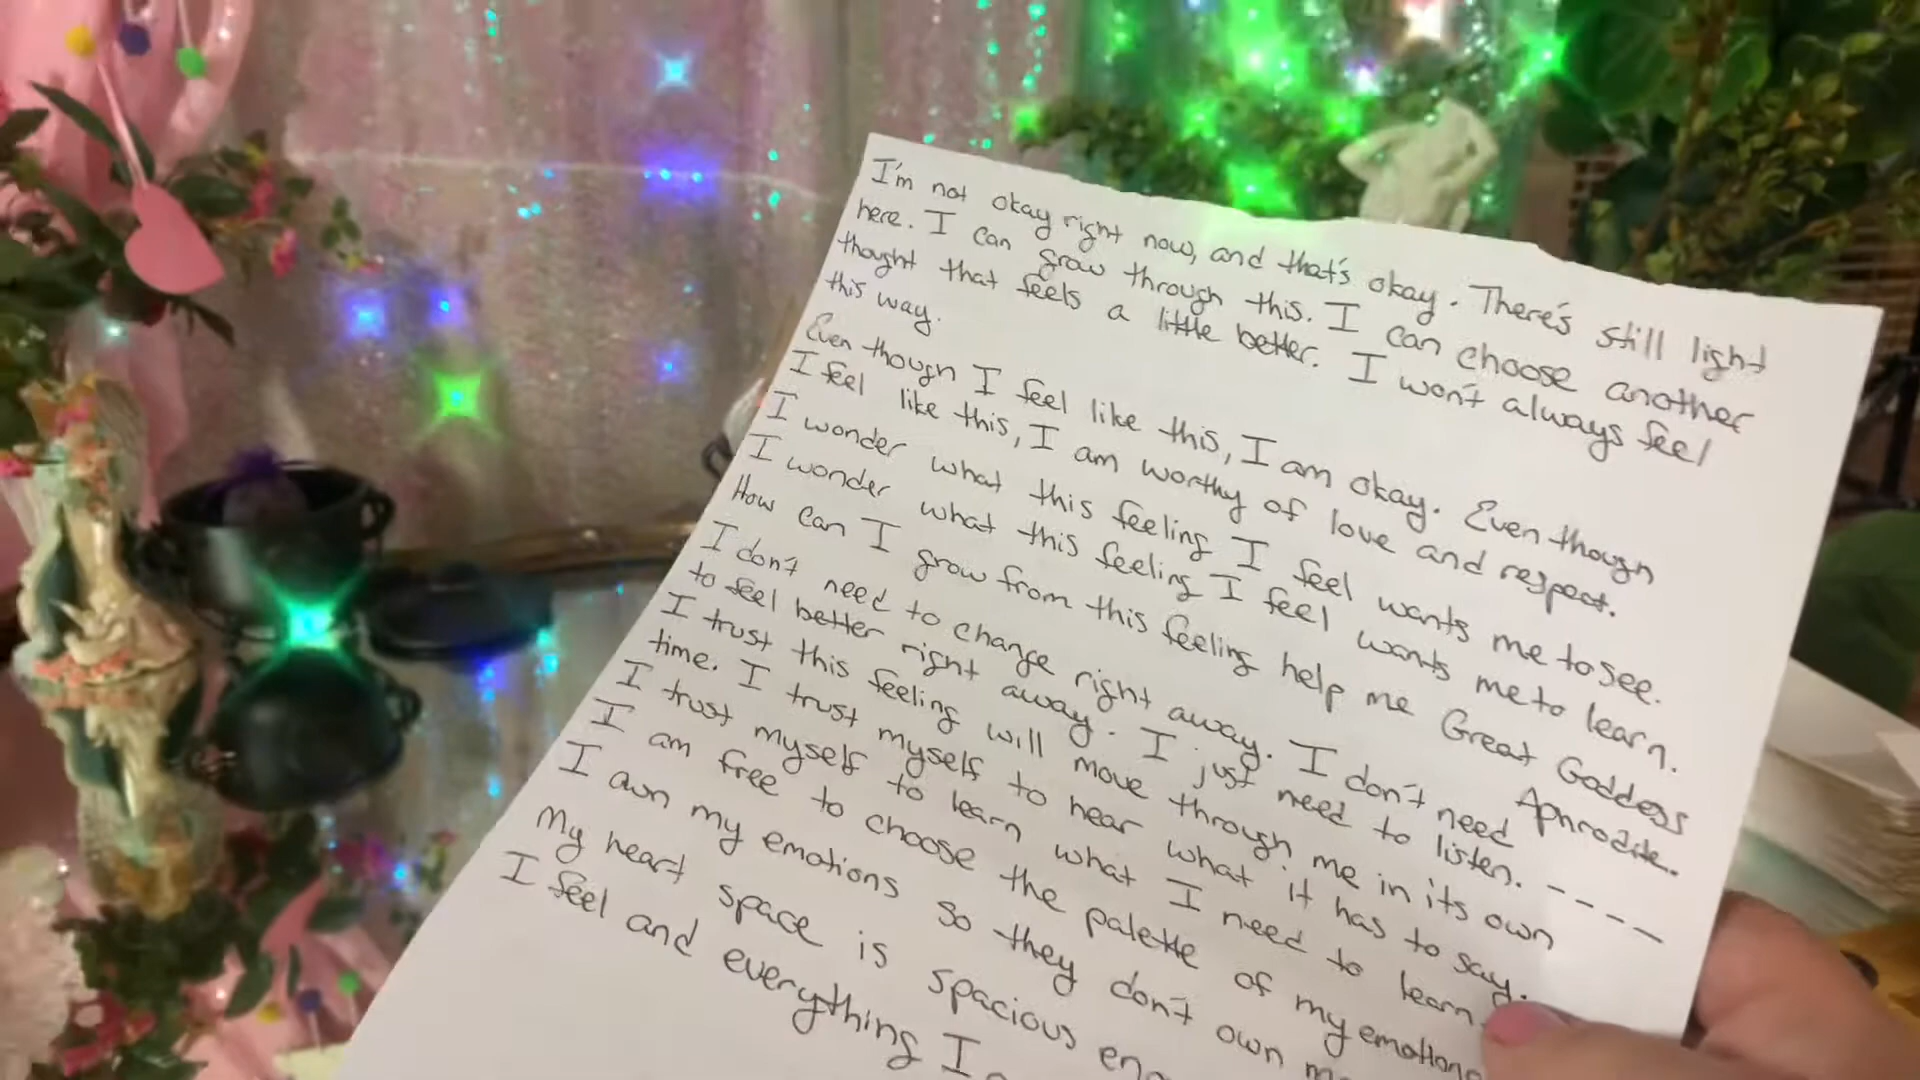 I'm not okay right now, and that's okay. There's still light
here. I can grow through this. I can choose another
thought that feels a little better. I won't always feel
this way.
Even though I feel like this, I am okay. Even though
I feel like this, I am worthy of love and respect.
I wonder what this feeling I feel wants me to see.
I wonder what this feeling I feel wants me to learn.
How can I grow from this feeling help me Great Goddess
Aphrodite.
I don't need to change right away. I don't need
to feel better right away. I just need to listen. - - - -
I trust this feeling will move through me in its own
time. I trust myself to hear what it has to say.
I trust myself to learn what I need to learn.
I am free to choose the palette of my emotions
I own my emotions so they don't own
My heart space is spacious
I feel and everything I